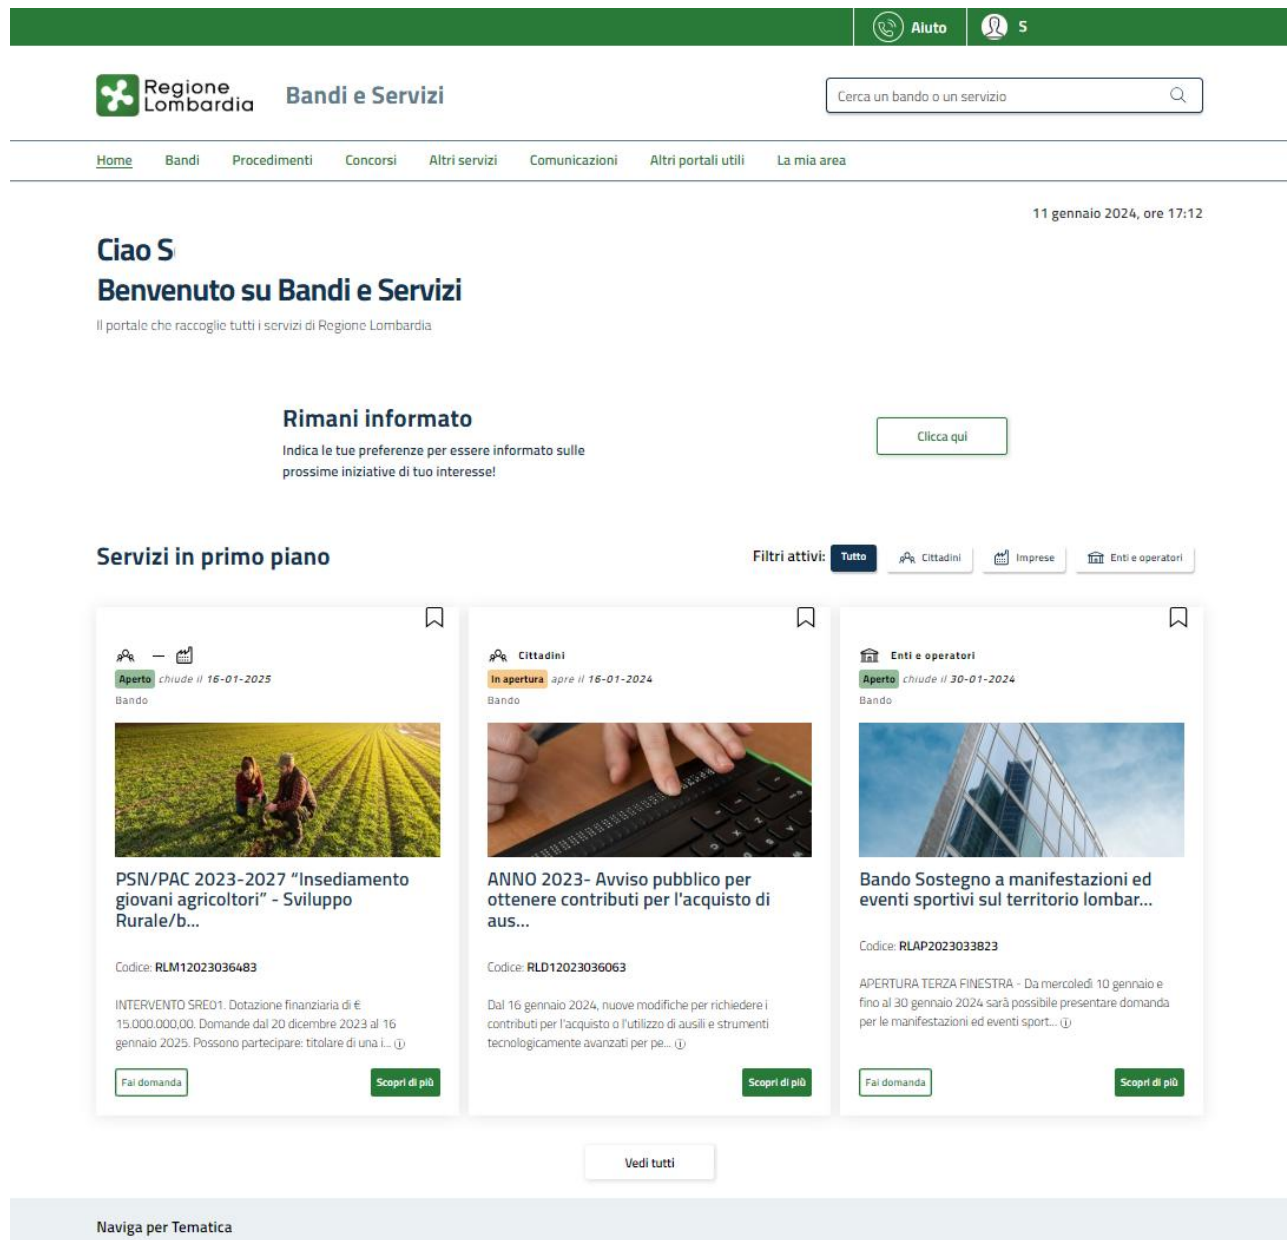 Aiuto
S
Regione
Lombardia
Bandi e Servizi
Cerca un bando o un servizio
Home Bandi Procedimenti Concorsi Altri servizi Comunicazioni Altri portali utili La mia area
11 gennaio 2024, ore 17:12
Ciao S
Benvenuto su Bandi e Servizi
Il portale che raccoglie tutti i servizi di Regione Lombardia
Rimani informato
Indica le tue preferenze per essere informato sulle
prossime iniziative di tuo interesse!
Clicca qui
Servizi in primo piano
Filtri attivi: Tutto Cittadini Imprese Enti e operatori
—
Aperto chiude il 16-01-2025
Bando
PSN/PAC 2023-2027 “Insediamento
giovani agricoltori” - Sviluppo
Rurale/b...
Codice: RLM12023036483
INTERVENTO SRE01. Dotazione finanziaria di €
15.000.000,00. Domande dal 20 dicembre 2023 al 16
gennaio 2025. Possono partecipare: titolare di una i...
Fai domanda
Scopri di più
Cittadini
In apertura apre il 16-01-2024
Bando
ANNO 2023- Avviso pubblico per
ottenere contributi per l'acquisto di
aus...
Codice: RLD12023036063
Dal 16 gennaio 2024, nuove modifiche per richiedere i
contributi per l'acquisto o l'utilizzo di ausili e strumenti
tecnologicamente avanzati per pe...
Scopri di più
Enti e operatori
Aperto chiude il 30-01-2024
Bando
Bando Sostegno a manifestazioni ed
eventi sportivi sul territorio lombar...
Codice: RLAP2023033823
APERTURA TERZA FINESTRA - Da mercoledì 10 gennaio e
fino al 30 gennaio 2024 sarà possibile presentare domanda
per le manifestazioni ed eventi sport...
Fai domanda
Scopri di più
Vedi tutti
Naviga per Tematica